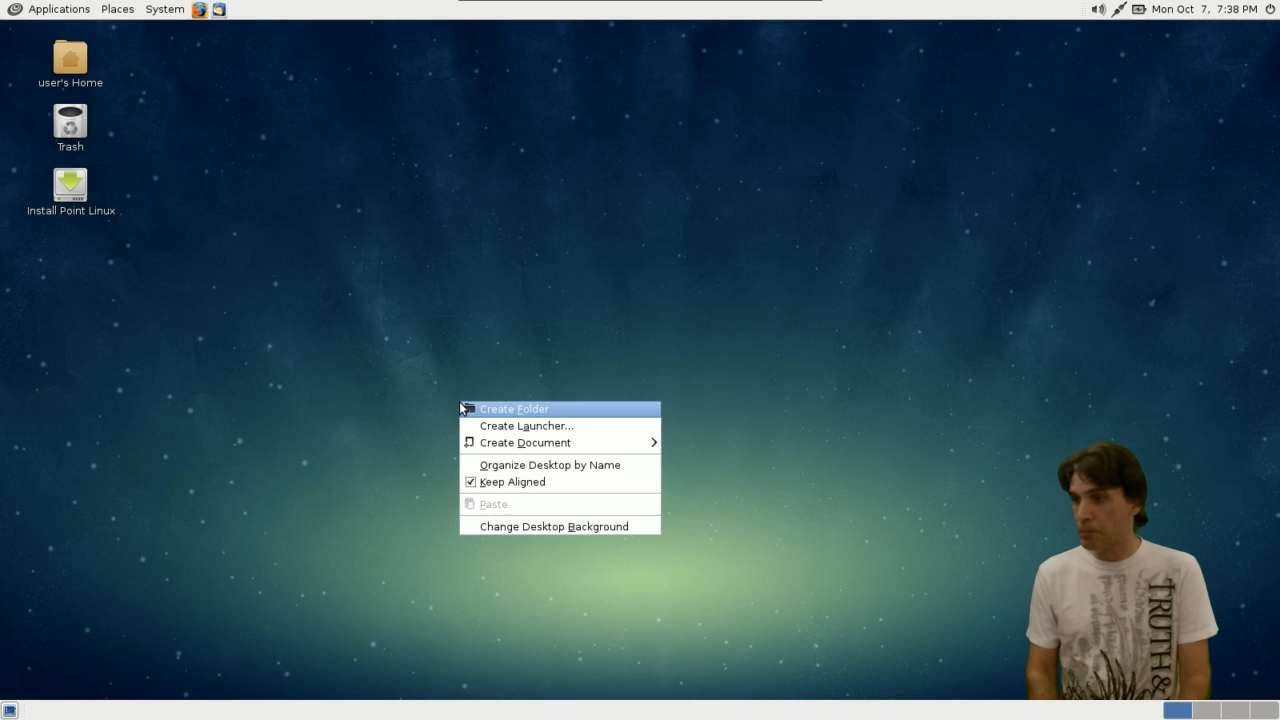 Applications Places System
Mon Oct 7, 7:38 PM
user's Home
Trash
Install Point Linux
Create Folder
Create Launcher...
Create Document
Organize Desktop by Name
Keep Aligned
Paste
Change Desktop Background
TRUTH &